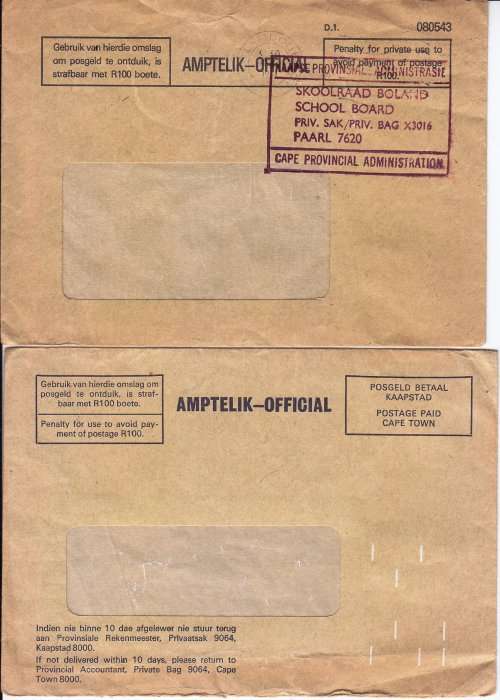 D.1. 080543
Gebruik van hierdie omslag
om posgeld te ontduik, is
strafbaar met R100 boete.
AMPTELIK–OFFICIAL
Penalty for private use to
avoid payment of postage
R100.
KAAPSE PROVINSIALE ADMINISTRASIE
SKOOLRAAD BOLAND
SCHOOL BOARD
PRIV. SAK/PRIV. BAG X3016
PAARL 7620
CAPE PROVINCIAL ADMINISTRATION
Gebruik van hierdie omslag om
posgeld te ontduik, is straf-
baar met R100 boete.
Penalty for use to avoid pay-
ment of postage R100.
AMPTELIK–OFFICIAL
POSGELD BETAAL
KAAPSTAD
POSTAGE PAID
CAPE TOWN
Indien nie binne 10 dae afgelewer nie stuur terug
aan Provinsiale Rekenmeester, Privaatsak 9064,
Kaapstad 8000.
If not delivered within 10 days, please return to
Provincial Accountant, Private Bag 9064, Cape
Town 8000.